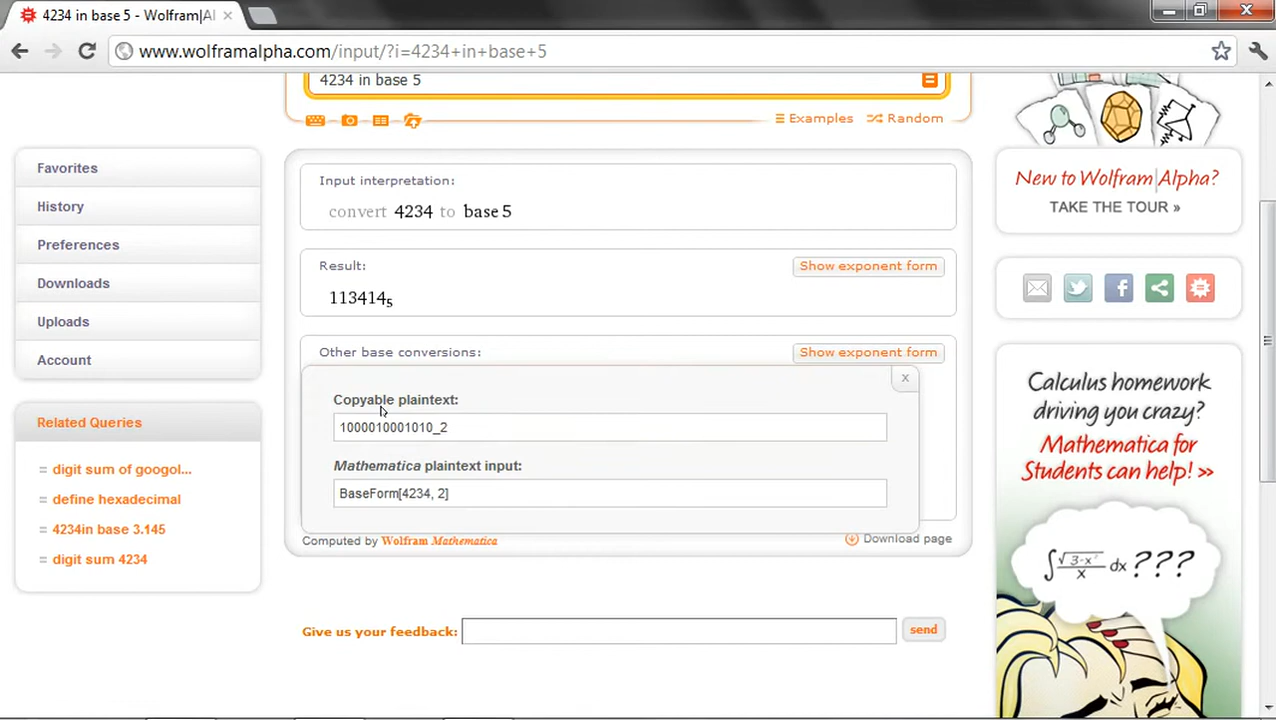 4234 in base 5 - Wolfram|Al
www.wolframalpha.com/input/?i=4234+in+base+5
4234 in base 5
Examples
Random
Favorites
History
Preferences
Downloads
Uploads
Account
Related Queries
digit sum of googol...
define hexadecimal
4234in base 3.145
digit sum 4234
Input interpretation:
convert 4234 to base 5
Result:
Show exponent form
113414₅
Other base conversions:
Show exponent form
x
Copyable plaintext:
1000010001010_2
Mathematica plaintext input:
BaseForm[4234, 2]
Computed by Wolfram Mathematica
Download page
Give us your feedback:
send
New to Wolfram|Alpha?
TAKE THE TOUR »
Calculus homework
driving you crazy?
Mathematica for
Students can help! »
dx ???